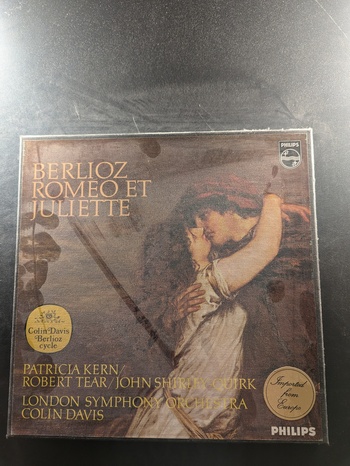 BERLIOZ
ROMEO ET
JULIETTE
PHILIPS
Colin Davis
Berlioz
cycle
PATRICIA KERN/
ROBERT TEAR/JOHN SHIRLEY-QUIRK
LONDON SYMPHONY ORCHESTRA
COLIN DAVIS
Imported
from
Europe
PHILIPS